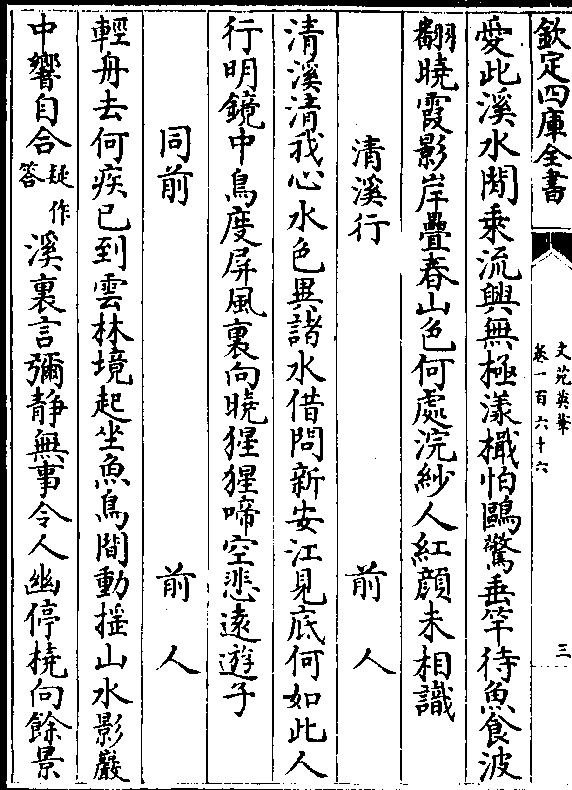 欽定四庫全書
文苑英華
卷一百六十六
三
愛此溪水閒乗流興無極漾檝怕鷗驚垂竿待魚食波
翻曉霞影岸疊春山色何處浣紗人紅顔未相識
清溪行 前人
清溪清我心水色異諸水借問新安江見底何如此人
行明鏡中鳥度屏風裏向曉猩猩啼空悲逺遊子
同前 前人
輕舟去何疾已到雲林境起坐魚鳥間動揺山水影巖
中響自合疑作答溪裏言彌静無事令人幽停橈向餘景